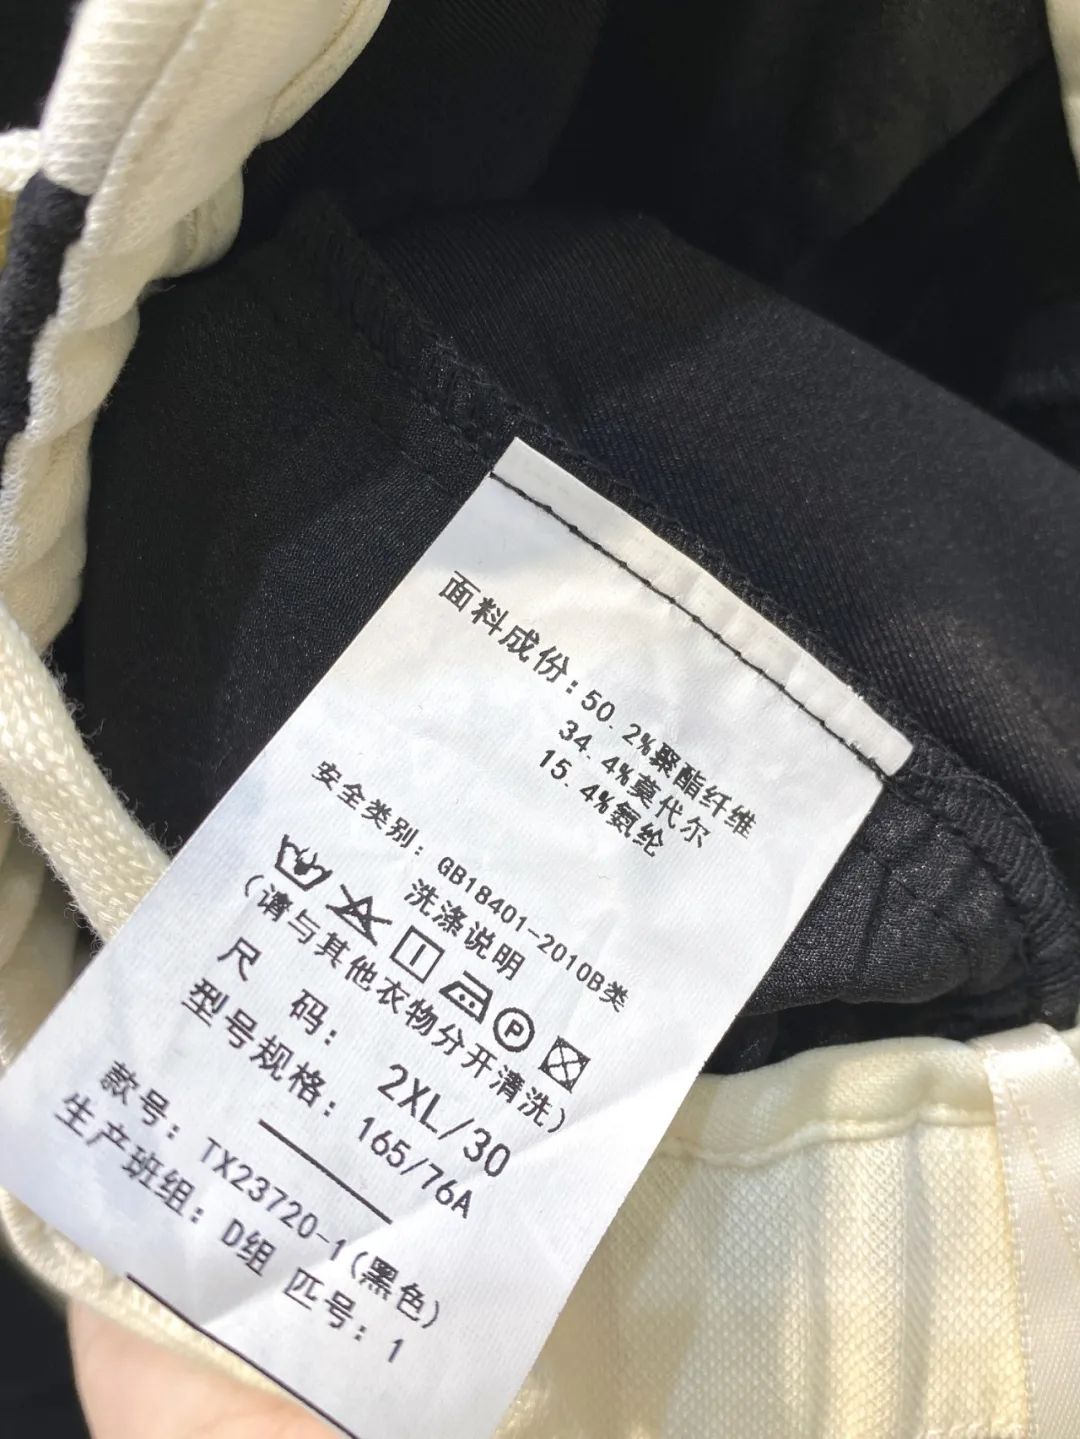 面料成份:50.2%聚酯纤维
34.4%莫代尔
15.4%氨纶
安全类别:GB18401-2010B类
洗涤说明
P
(请与其他衣物分开清洗)
尺 码: 2XL/30
型号规格: 165/76A
款号: TX23720-1(黑色)
生产班组: D组 匹号: 1